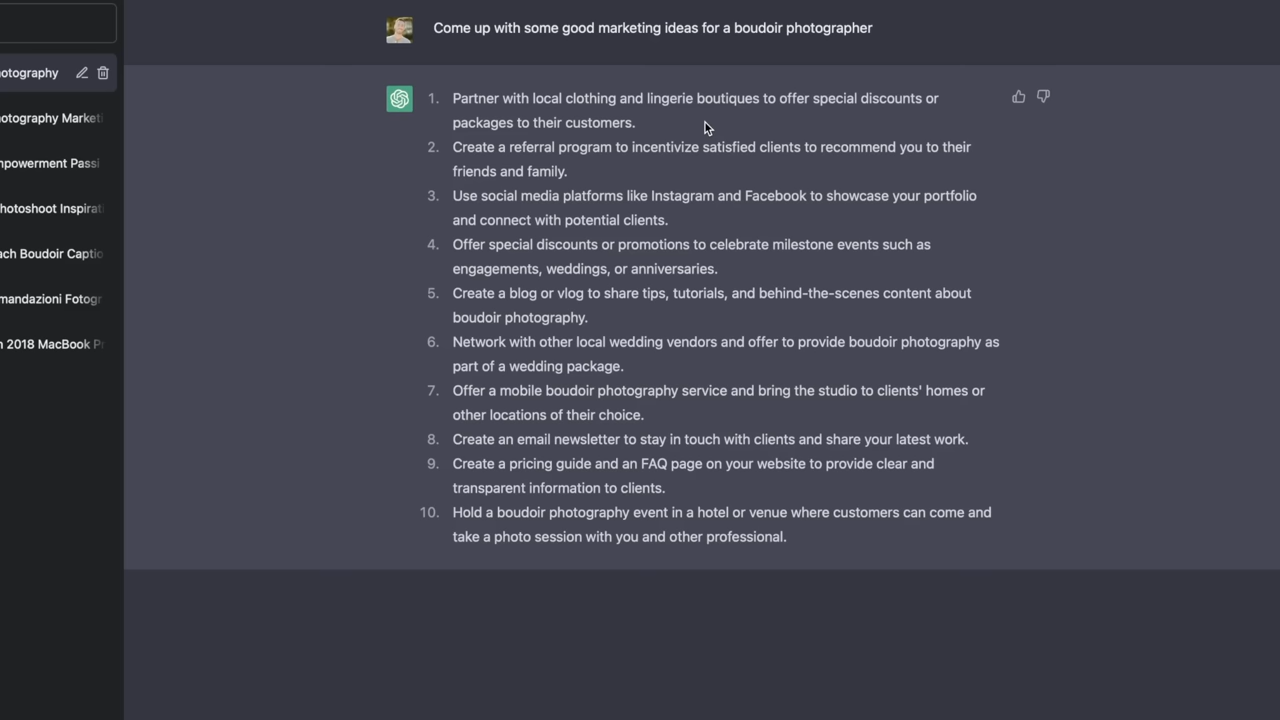 Come up with some good marketing ideas for a boudoir photographer
otography
otography Market
mpowerment Passi
hotoshoot Inspirati
ach Boudoir Captio
mandazioni Fotogr
n 2018 MacBook Pr
1. Partner with local clothing and lingerie boutiques to offer special discounts or
packages to their customers.
2. Create a referral program to incentivize satisfied clients to recommend you to their
friends and family.
3. Use social media platforms like Instagram and Facebook to showcase your portfolio
and connect with potential clients.
4. Offer special discounts or promotions to celebrate milestone events such as
engagements, weddings, or anniversaries.
5. Create a blog or vlog to share tips, tutorials, and behind-the-scenes content about
boudoir photography.
6. Network with other local wedding vendors and offer to provide boudoir photography as
part of a wedding package.
7. Offer a mobile boudoir photography service and bring the studio to clients' homes or
other locations of their choice.
8. Create an email newsletter to stay in touch with clients and share your latest work.
9. Create a pricing guide and an FAQ page on your website to provide clear and
transparent information to clients.
10. Hold a boudoir photography event in a hotel or venue where customers can come and
take a photo session with you and other professional.